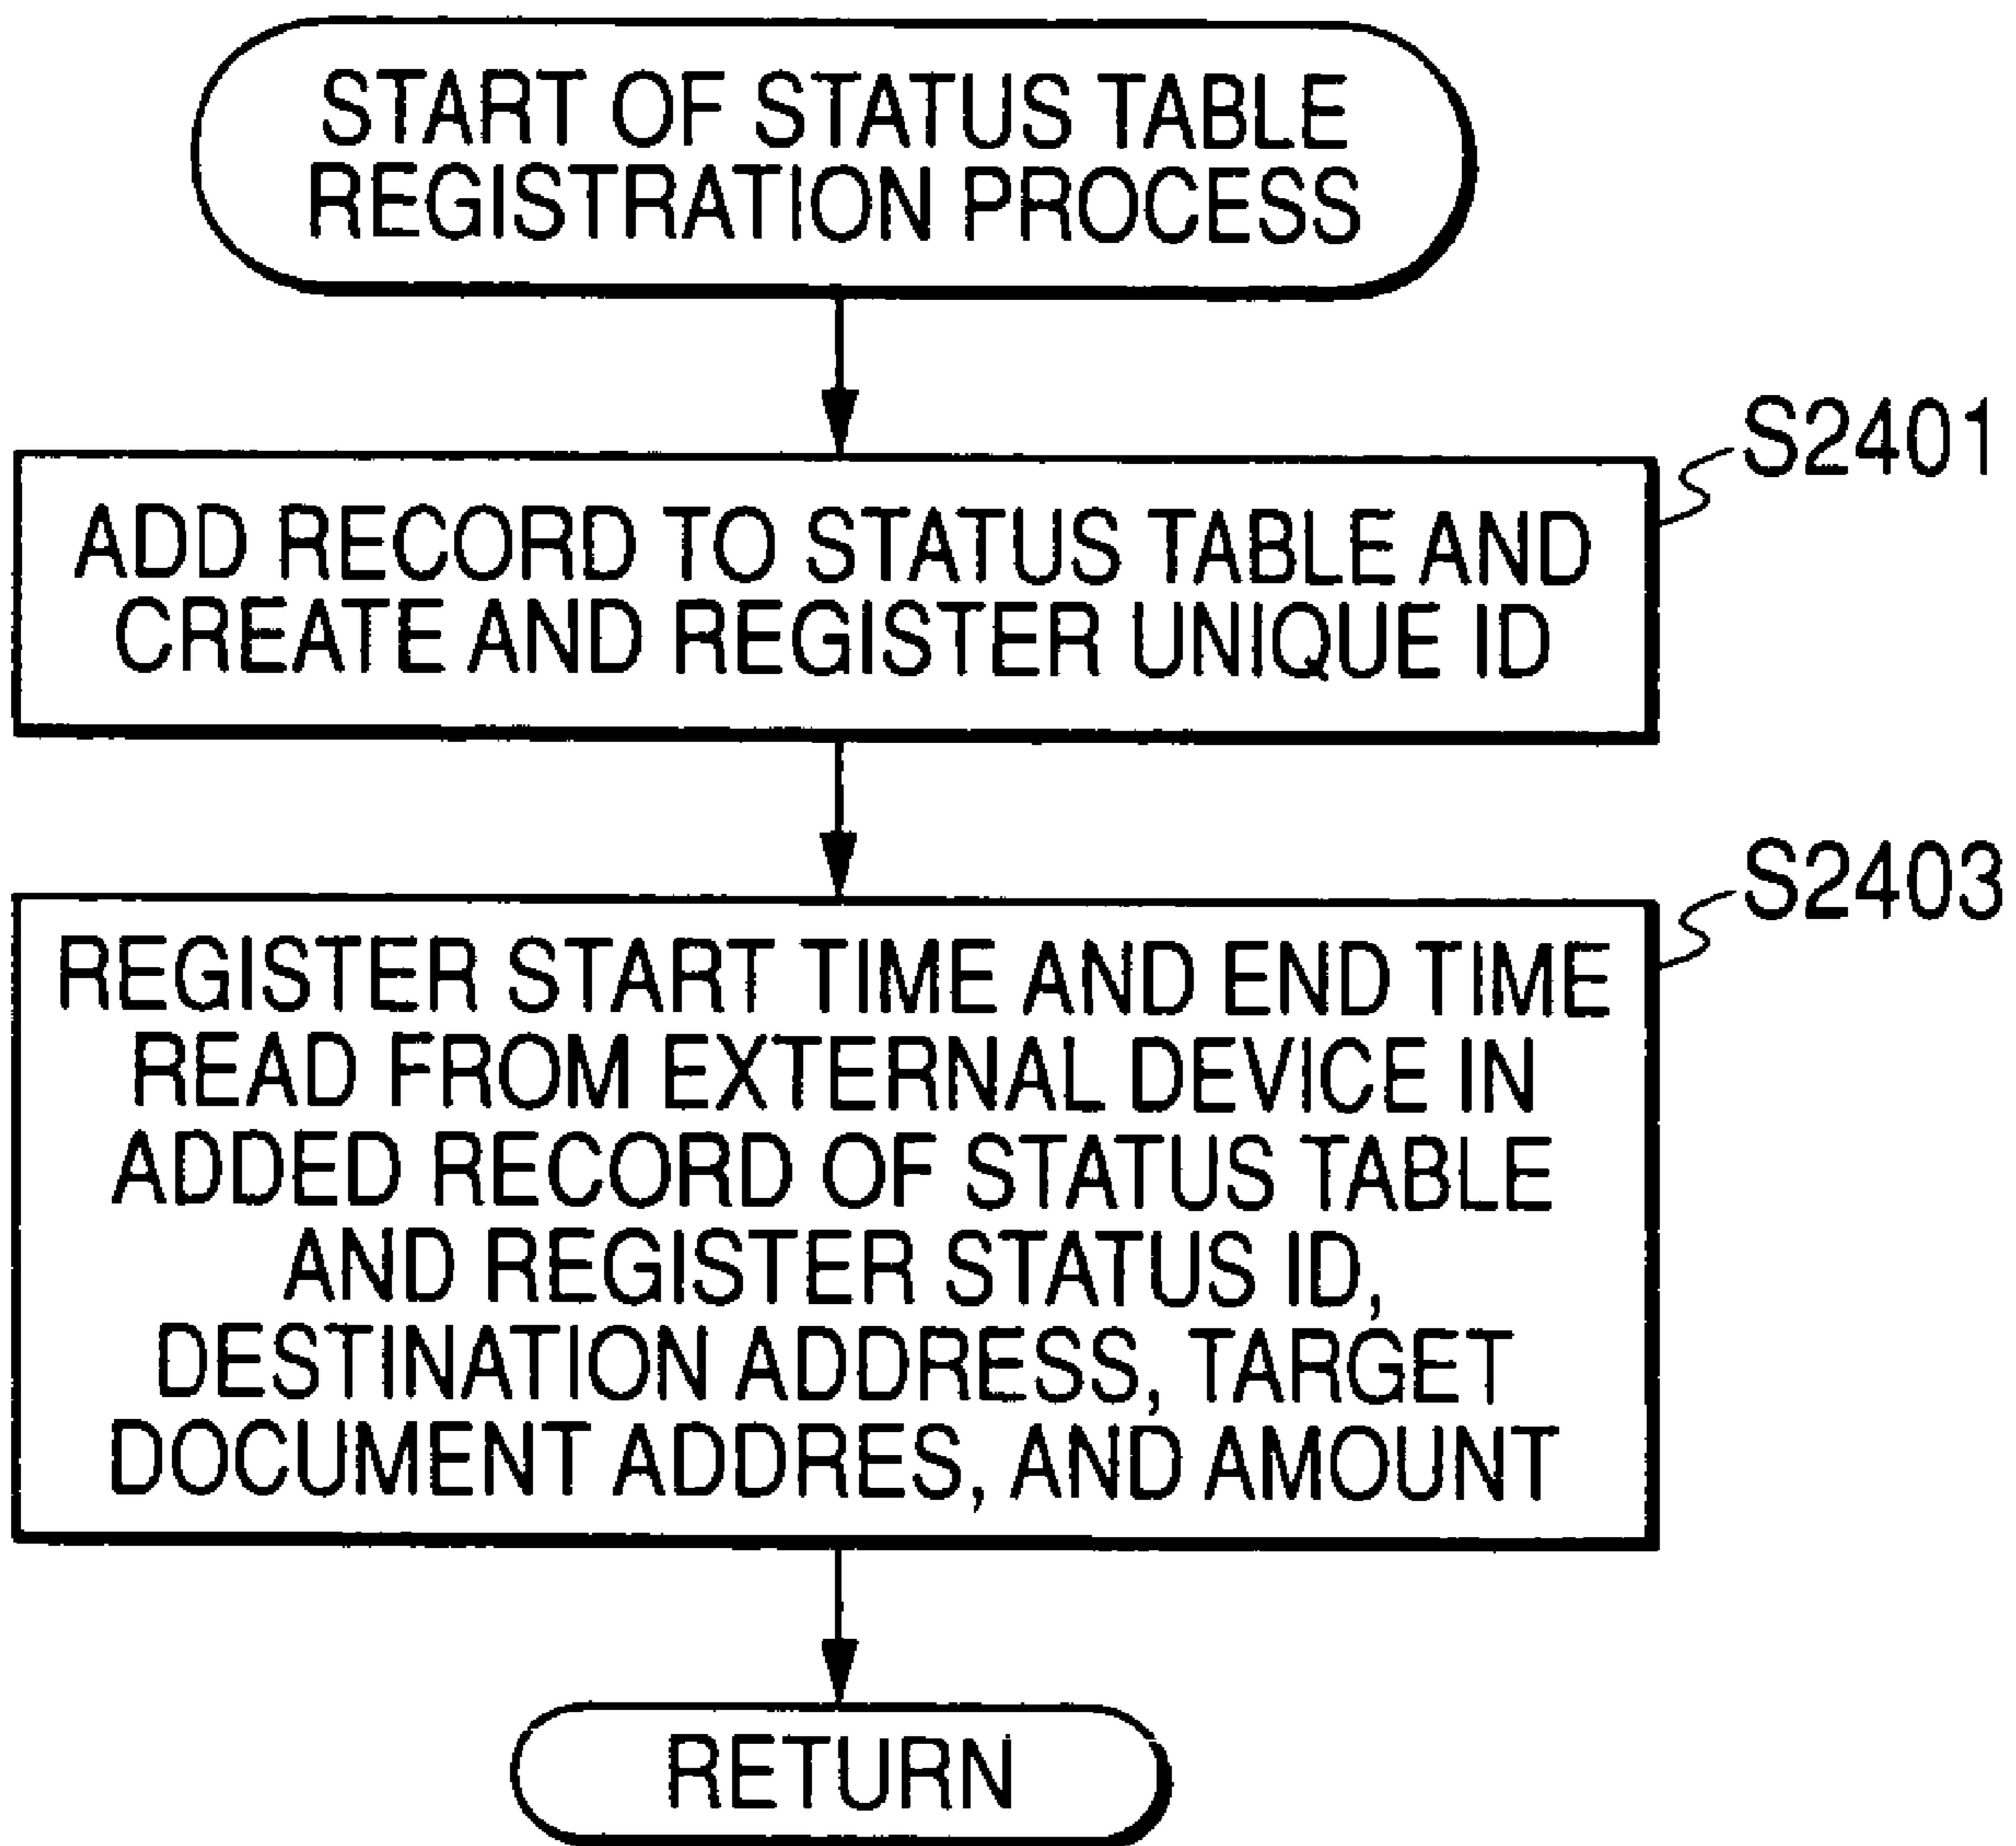 START OF STATUS TABLE
REGISTRATION PROCESS
S2401
ADD RECORD TO STATUS TABLE AND
CREATE AND REGISTER UNIQUE ID
S2403
REGISTER START TIME AND END TIME
READ FROM EXTERNAL DEVICE IN
ADDED RECORD OF STATUS TABLE
AND REGISTER STATUS ID,
DESTINATION ADDRESS, TARGET
DOCUMENT ADDRES, AND AMOUNT
RETURN